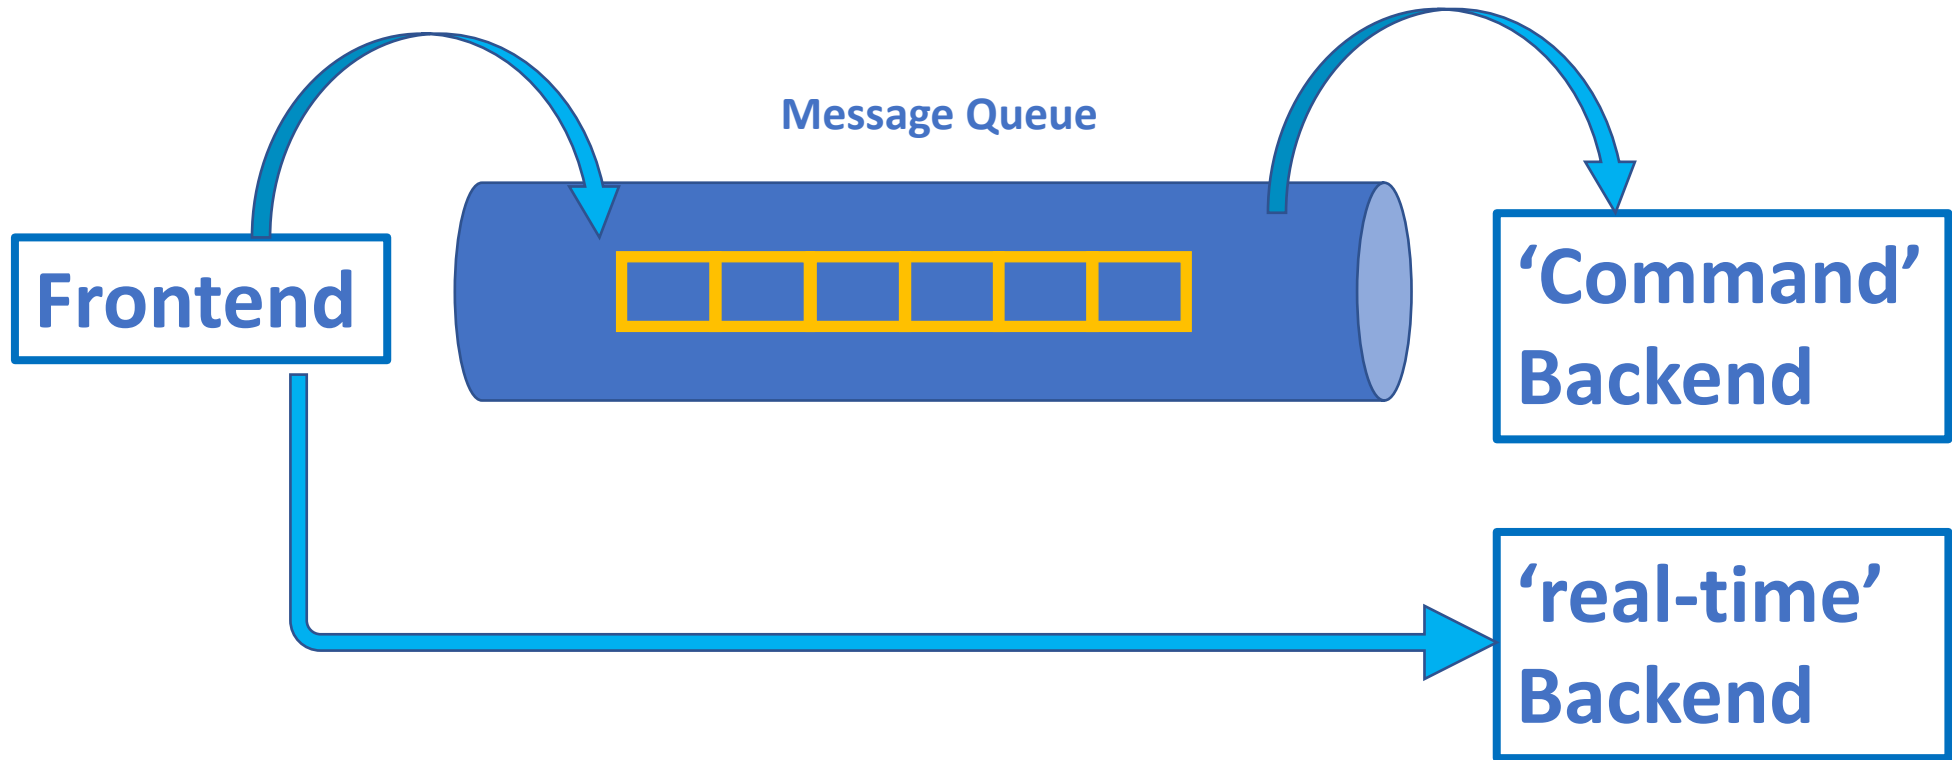 Message Queue
Frontend
‘Command’
Backend
‘real-time’
Backend